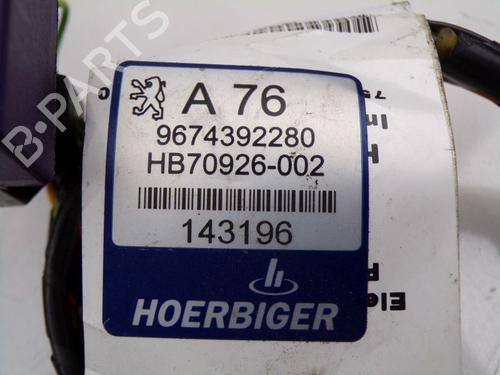 A 76
9674392280
HB70926-002
143196
HOERBIGER
B-PARTS